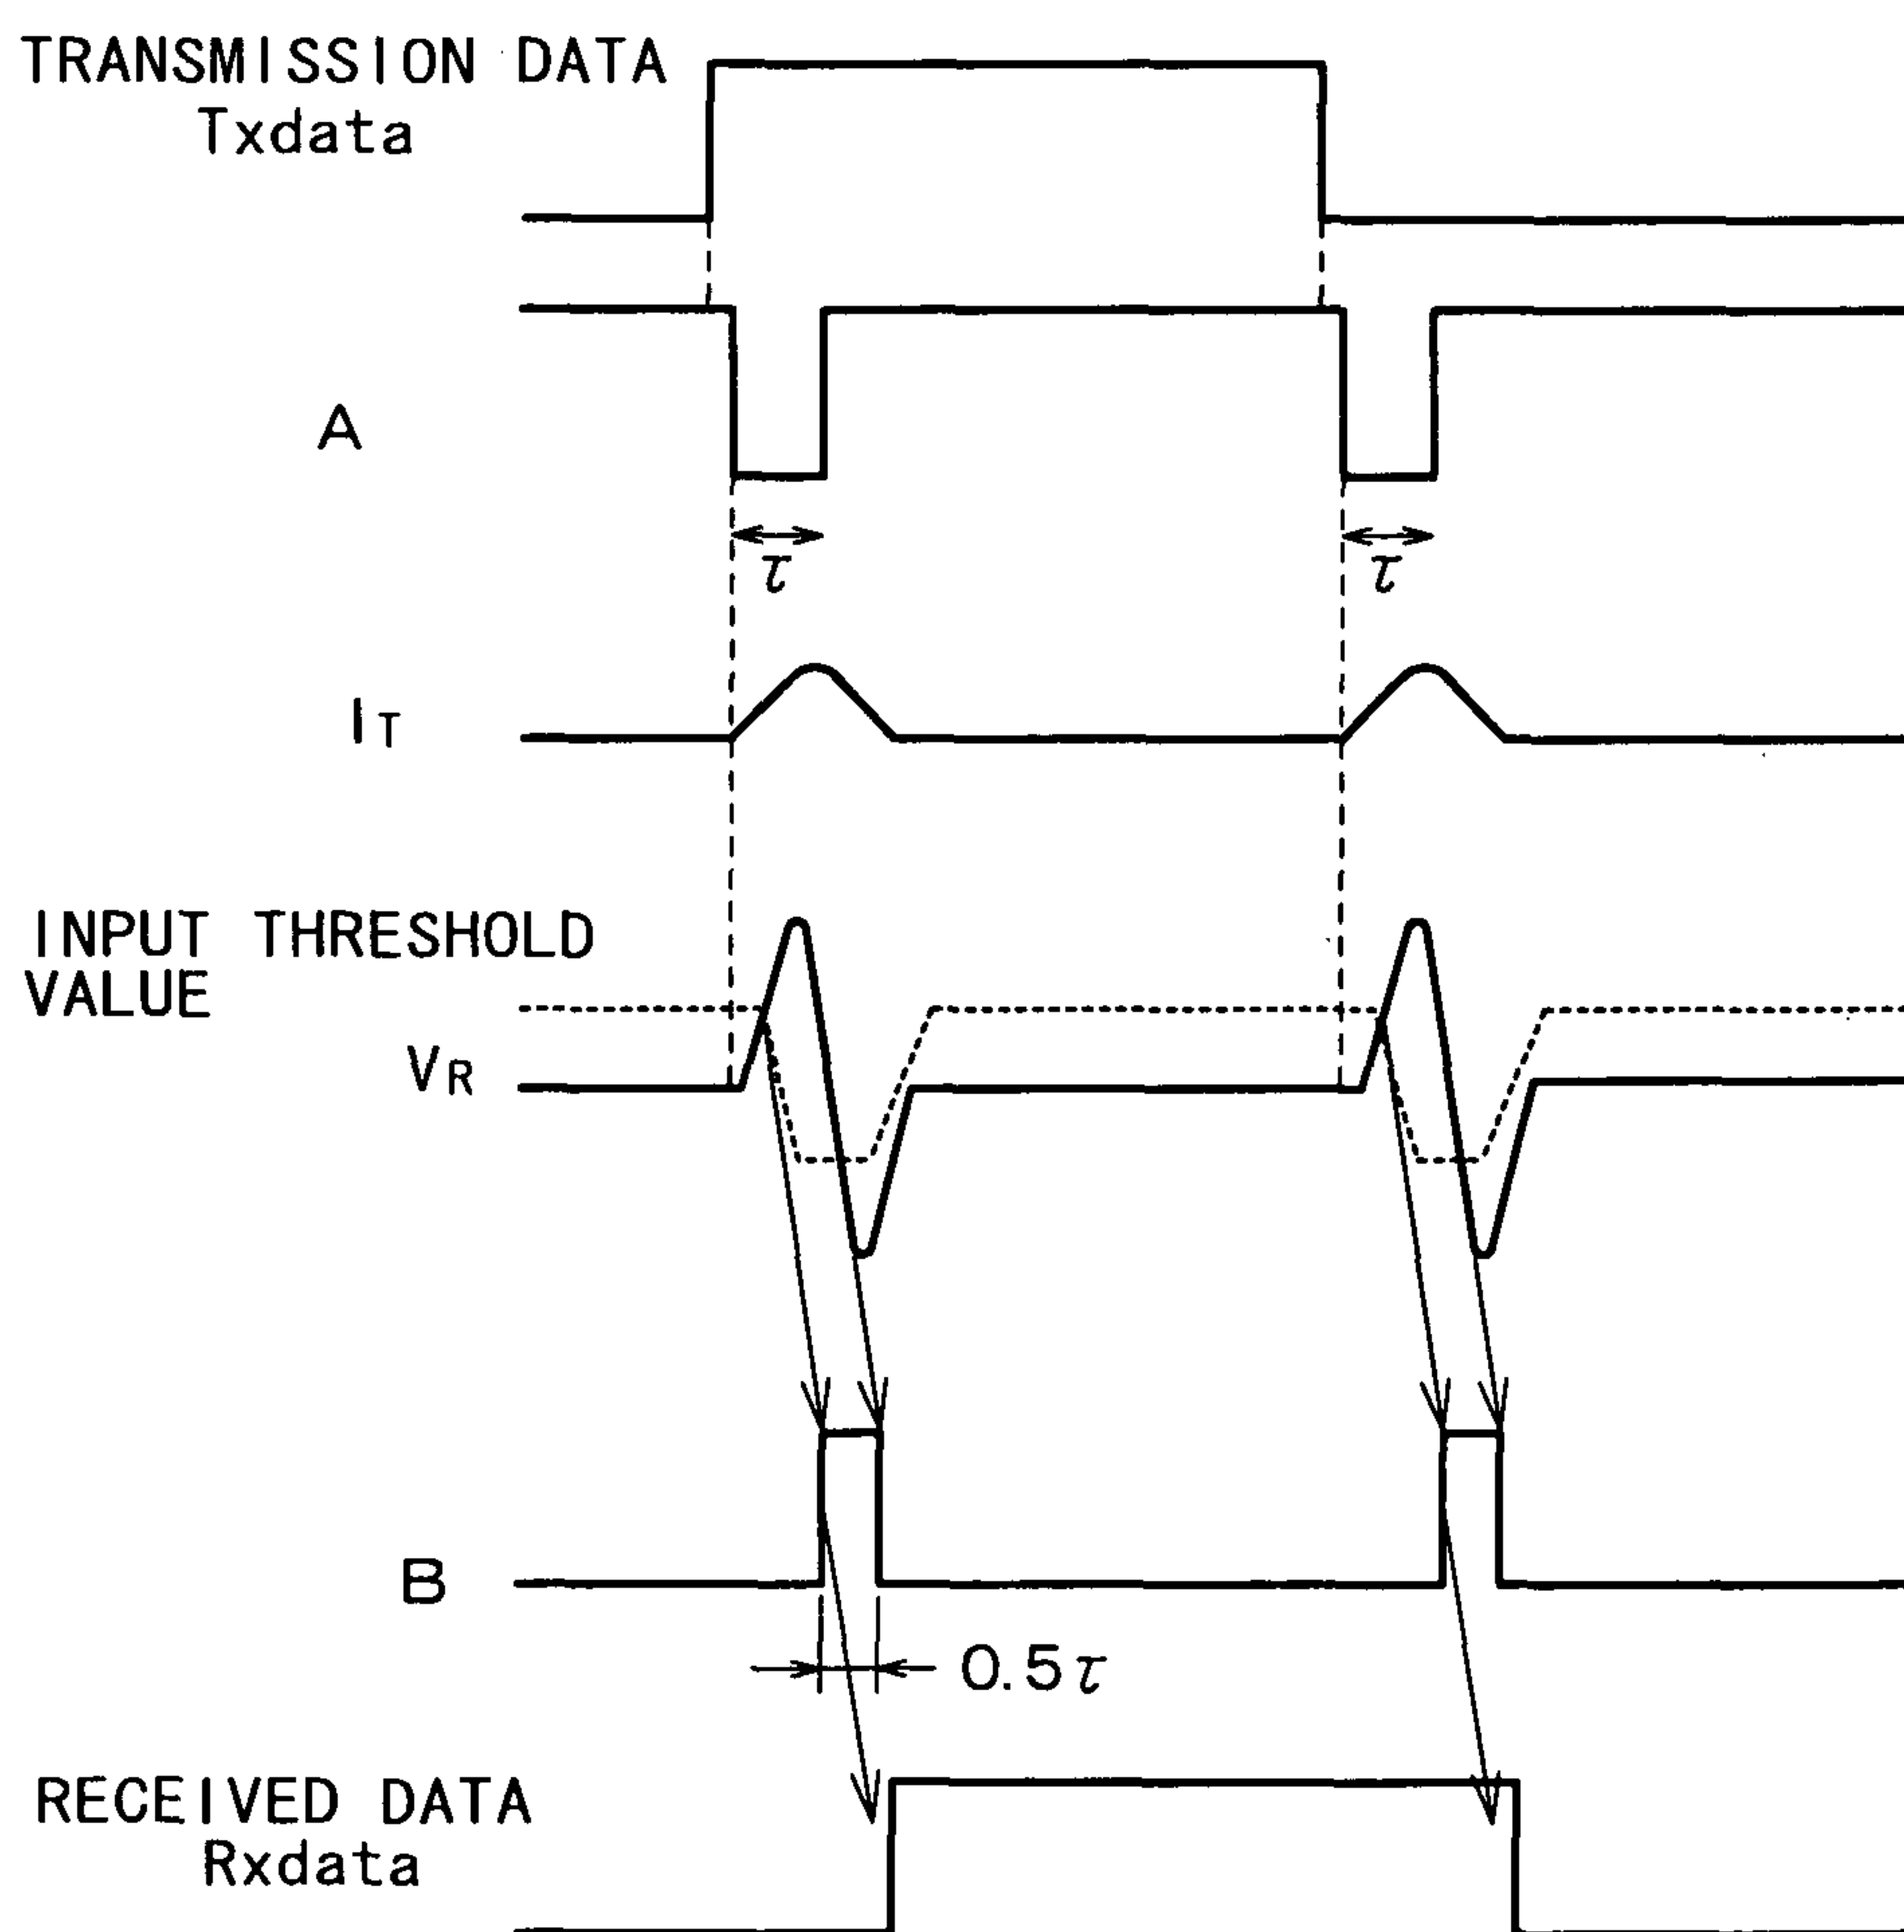 TRANSMISSION DATA
Txdata
A
τ τ
IT
INPUT THRESHOLD
VALUE
VR
B
0.5τ
RECEIVED DATA
Rxdata